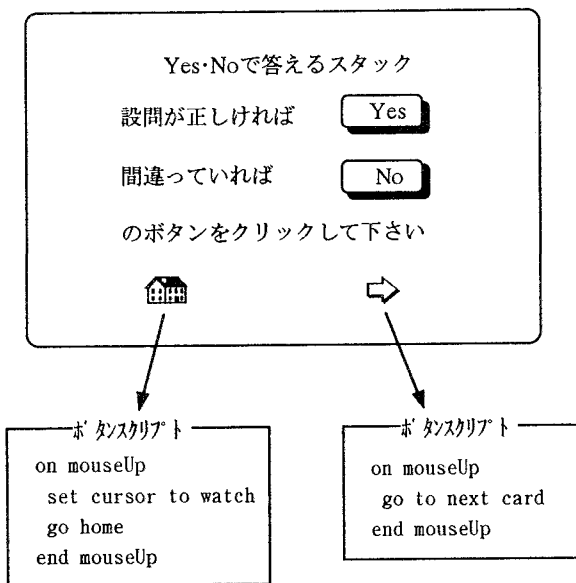 Yes･Noで答えるスタック
設問が正しければ Yes
間違っていれば No
のボタンをクリックして下さい
ﾎﾞﾀﾝｽｸﾘﾌﾟﾄ
on mouseUp
set cursor to watch
go home
end mouseUp
ﾎﾞﾀﾝｽｸﾘﾌﾟﾄ
on mouseUp
go to next card
end mouseUp